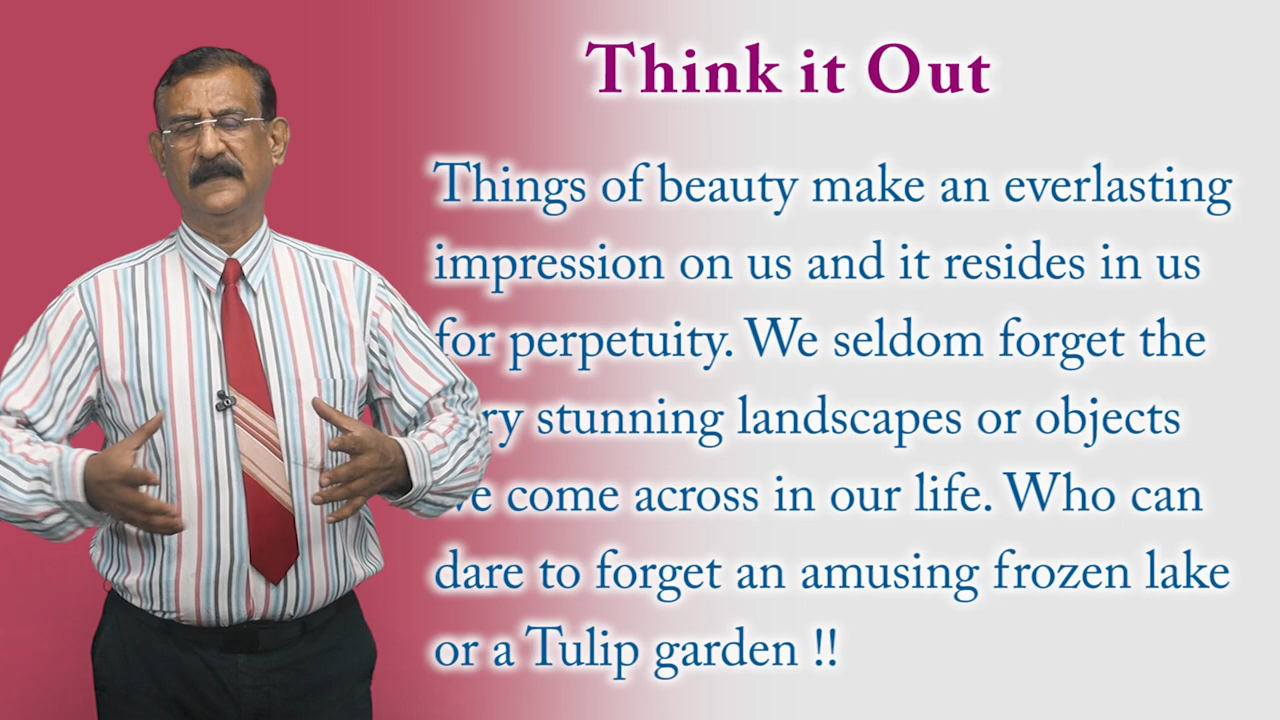 Think it Out
Things of beauty make an everlasting
impression on us and it resides in us
for perpetuity. We seldom forget the
stunning landscapes or objects
we come across in our life. Who can
dare to forget an amusing frozen lake
or a Tulip garden !!